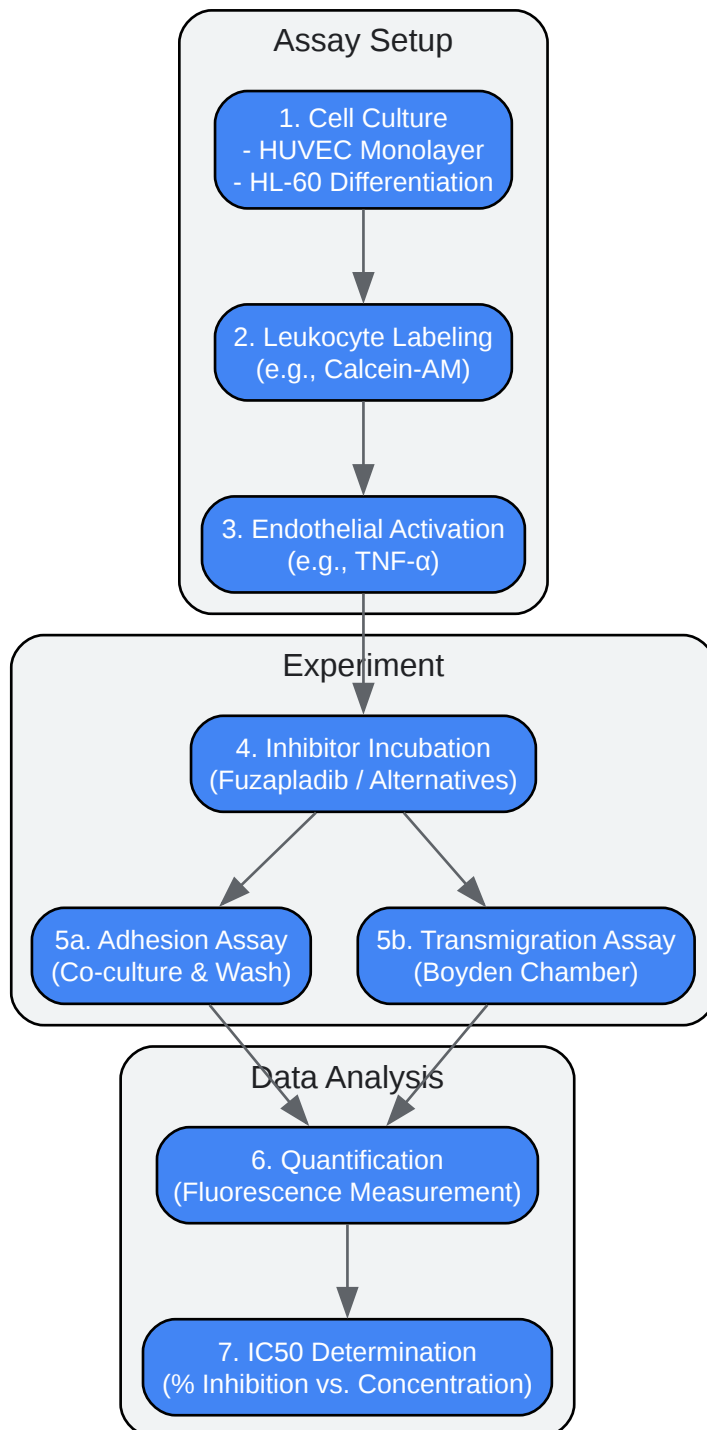 Assay Setup
1. Cell Culture
- HUVEC Monolayer
- HL-60 Differentiation
2. Leukocyte Labeling
(e.g., Calcein-AM)
3. Endothelial Activation
(e.g., TNF-α)
Experiment
4. Inhibitor Incubation
(Fuzapladib / Alternatives)
5a. Adhesion Assay
(Co-culture & Wash)
5b. Transmigration Assay
(Boyden Chamber)
Data Analysis
6. Quantification
(Fluorescence Measurement)
7. IC50 Determination
(% Inhibition vs. Concentration)